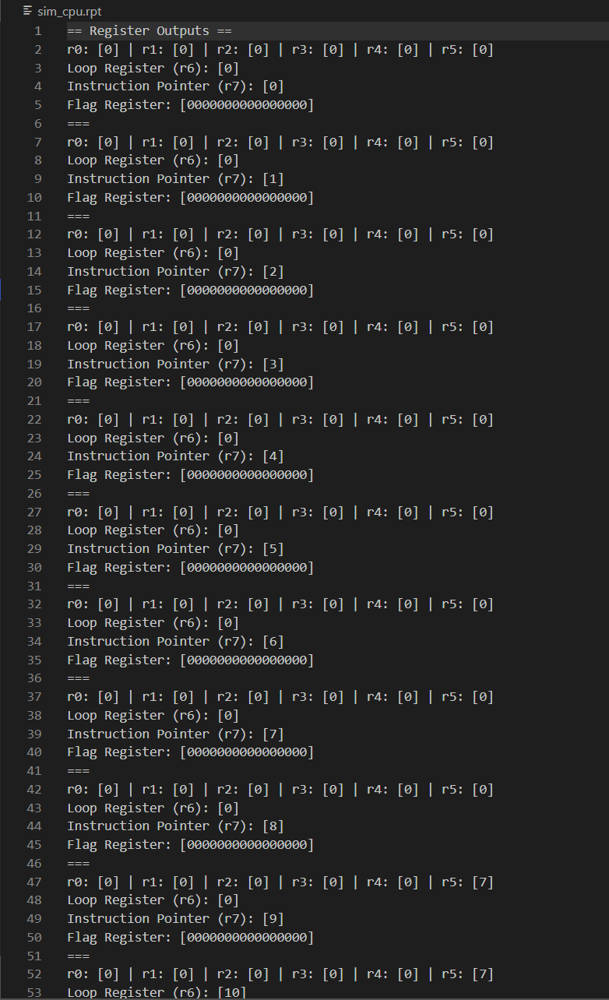 sim_cpu.rpt
1 == Register Outputs ==
2 r0: [0] | r1: [0] | r2: [0] | r3: [0] | r4: [0] | r5: [0]
3 Loop Register (r6): [0]
4 Instruction Pointer (r7): [0]
5 Flag Register: [0000000000000000]
6 ===
7 r0: [0] | r1: [0] | r2: [0] | r3: [0] | r4: [0] | r5: [0]
8 Loop Register (r6): [0]
9 Instruction Pointer (r7): [1]
10 Flag Register: [0000000000000000]
11 ===
12 r0: [0] | r1: [0] | r2: [0] | r3: [0] | r4: [0] | r5: [0]
13 Loop Register (r6): [0]
14 Instruction Pointer (r7): [2]
15 Flag Register: [0000000000000000]
16 ===
17 r0: [0] | r1: [0] | r2: [0] | r3: [0] | r4: [0] | r5: [0]
18 Loop Register (r6): [0]
19 Instruction Pointer (r7): [3]
20 Flag Register: [0000000000000000]
21 ===
22 r0: [0] | r1: [0] | r2: [0] | r3: [0] | r4: [0] | r5: [0]
23 Loop Register (r6): [0]
24 Instruction Pointer (r7): [4]
25 Flag Register: [0000000000000000]
26 ===
27 r0: [0] | r1: [0] | r2: [0] | r3: [0] | r4: [0] | r5: [0]
28 Loop Register (r6): [0]
29 Instruction Pointer (r7): [5]
30 Flag Register: [0000000000000000]
31 ===
32 r0: [0] | r1: [0] | r2: [0] | r3: [0] | r4: [0] | r5: [0]
33 Loop Register (r6): [0]
34 Instruction Pointer (r7): [6]
35 Flag Register: [0000000000000000]
36 ===
37 r0: [0] | r1: [0] | r2: [0] | r3: [0] | r4: [0] | r5: [0]
38 Loop Register (r6): [0]
39 Instruction Pointer (r7): [7]
40 Flag Register: [0000000000000000]
41 ===
42 r0: [0] | r1: [0] | r2: [0] | r3: [0] | r4: [0] | r5: [0]
43 Loop Register (r6): [0]
44 Instruction Pointer (r7): [8]
45 Flag Register: [0000000000000000]
46 ===
47 r0: [0] | r1: [0] | r2: [0] | r3: [0] | r4: [0] | r5: [7]
48 Loop Register (r6): [0]
49 Instruction Pointer (r7): [9]
50 Flag Register: [0000000000000000]
51 ===
52 r0: [0] | r1: [0] | r2: [0] | r3: [0] | r4: [0] | r5: [7]
53 Loop Register (r6): [10]